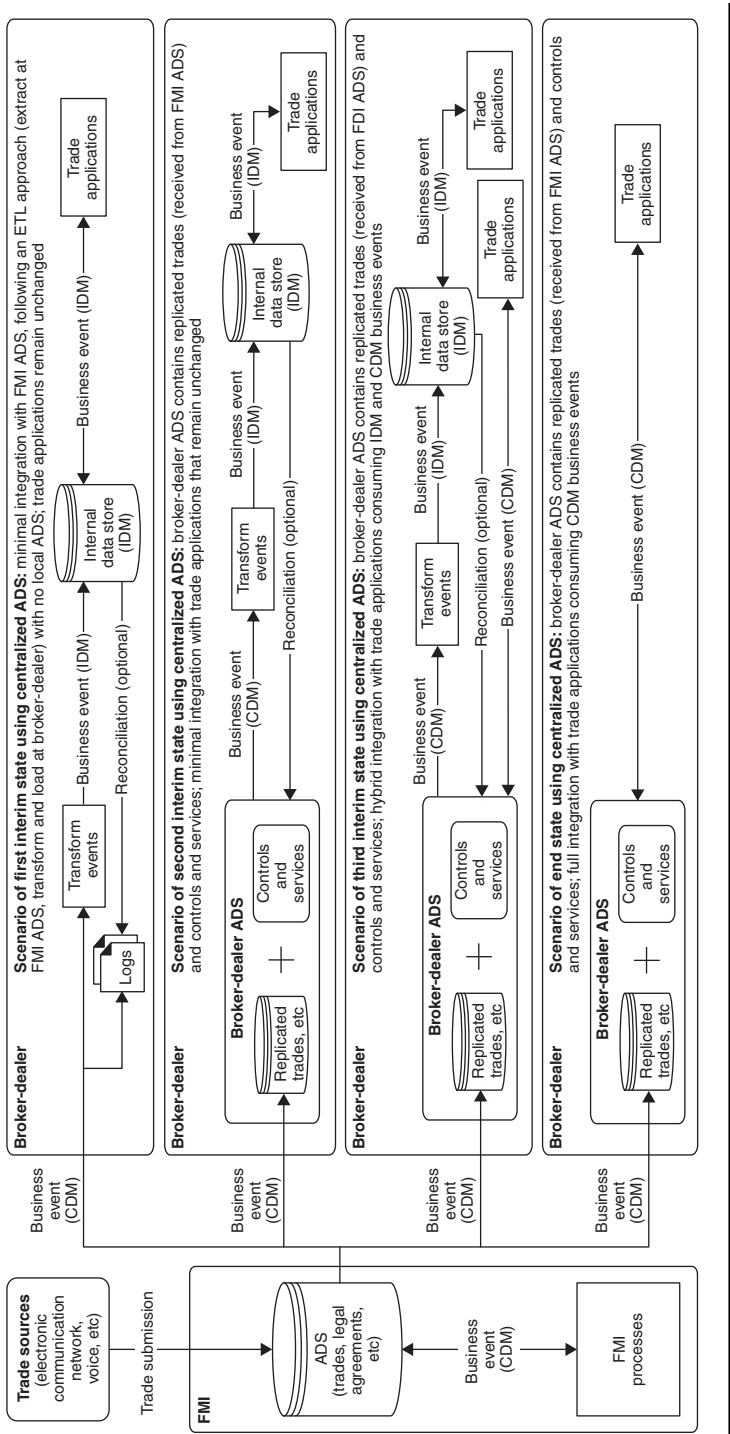 Trade sources
(electronic
communication
network,
voice, etc)
Trade submission
FMI
ADS
(trades, legal
agreements,
etc)
Business
event
(CDM)
FMI
processes
Business
event
(CDM)
Broker-dealer
Scenario of first interim state using centralized ADS: minimal integration with FMI ADS, following an ETL approach (extract at
FMI ADS, transform and load at broker-dealer) with no local ADS; trade applications remain unchanged
Logs
Transform
events
Business event (IDM)
Reconciliation (optional)
Internal
data store
(IDM)
Business event (IDM)
Trade
applications
Business
event
(CDM)
Broker-dealer
Scenario of second interim state using centralized ADS: broker-dealer ADS contains replicated trades (received from FMI ADS)
and controls and services; minimal integration with trade applications that remain unchanged
Broker-dealer ADS
Replicated
trades, etc
+
Controls
and
services
Business event
(CDM)
Transform
events
Business event
(IDM)
Reconciliation (optional)
Internal
data store
(IDM)
Business event
(IDM)
Trade
applications
Business
event
(CDM)
Broker-dealer
Scenario of third interim state using centralized ADS: broker-dealer ADS contains replicated trades (received from FDI ADS) and
controls and services; hybrid integration with trade applications consuming IDM and CDM business events
Broker-dealer ADS
Replicated
trades, etc
+
Controls
and
services
Business event
(CDM)
Transform
events
Business event
(IDM)
Reconciliation (optional)
Business event (CDM)
Internal
data store
(IDM)
Business event
(IDM)
Trade
applications
Trade
applications
Business
event
(CDM)
Broker-dealer
Scenario of end state using centralized ADS: broker-dealer ADS contains replicated trades (received from FMI ADS) and controls
and services; full integration with trade applications consuming CDM business events
Broker-dealer ADS
Replicated
trades, etc
+
Controls
and
services
Business event (CDM)
Trade
applications